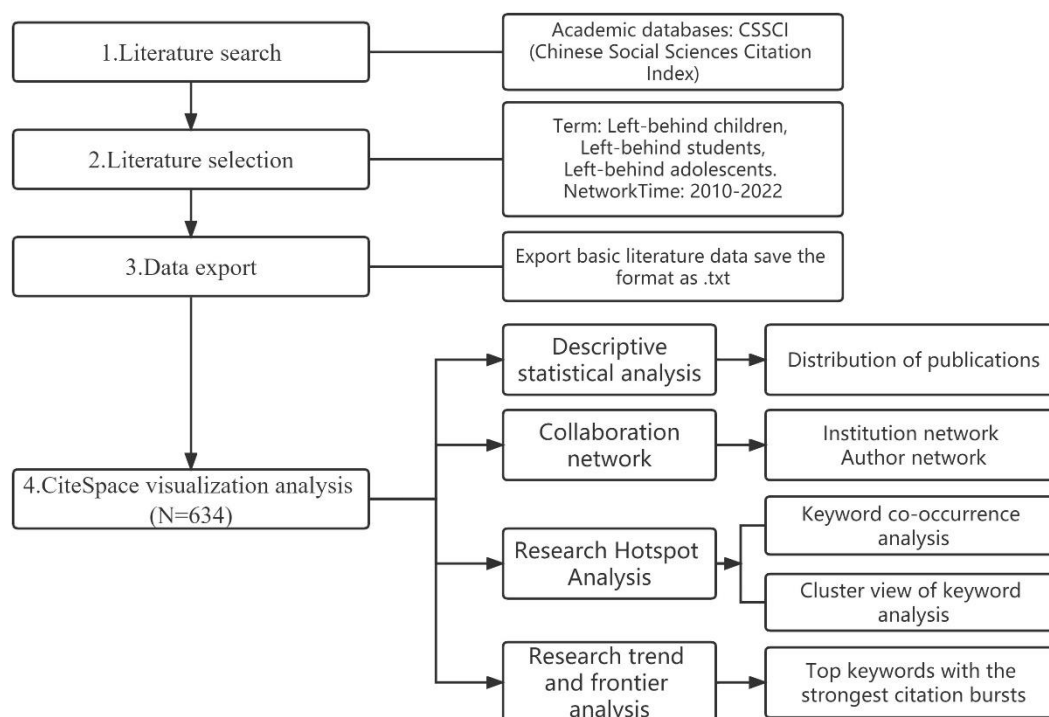 1.Literature search
Academic databases: CSSCI
(Chinese Social Sciences Citation
Index)
2.Literature selection
Term: Left-behind children,
Left-behind students,
Left-behind adolescents.
NetworkTime: 2010-2022
3.Data export
Export basic literature data save the
format as .txt
4.CiteSpace visualization analysis
(N=634)
Descriptive
statistical analysis
Distribution of publications
Collaboration
network
Institution network
Author network
Research Hotspot
Analysis
Keyword co-occurrence
analysis
Cluster view of keyword
analysis
Research trend
and frontier
analysis
Top keywords with the
strongest citation bursts